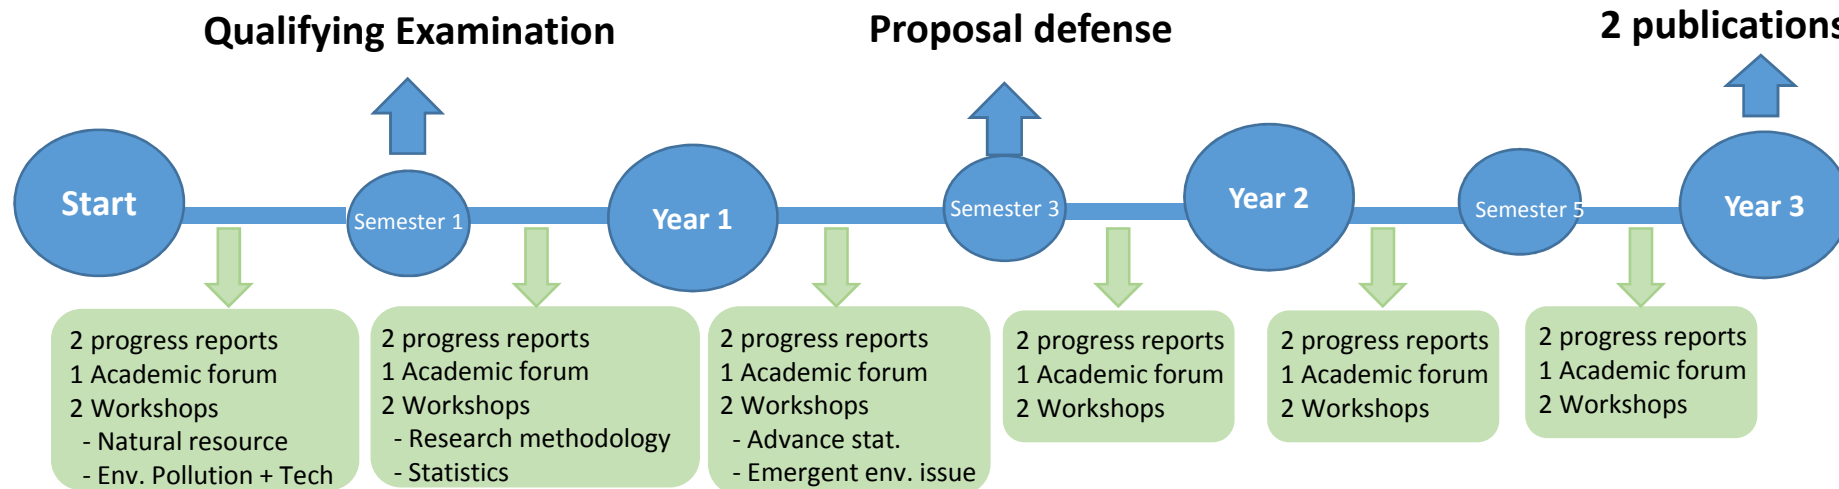 Qualifying Examination
Proposal defense
2 publications
Start
Semester 1
Year 1
Semester 3
Year 2
Semester 5
Year 3
2 progress reports
1 Academic forum
2 Workshops
- Natural resource
- Env. Pollution + Tech
2 progress reports
1 Academic forum
2 Workshops
- Research methodology
- Statistics
2 progress reports
1 Academic forum
2 Workshops
- Advance stat.
- Emergent env. issue
2 progress reports
1 Academic forum
2 Workshops
2 progress reports
1 Academic forum
2 Workshops
2 progress reports
1 Academic forum
2 Workshops